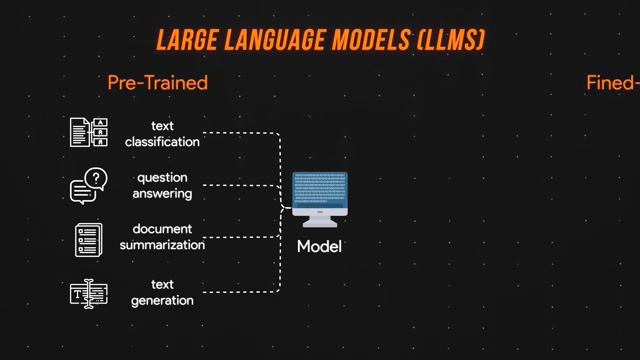 LARGE LANGUAGE MODELS (LLMS)
Pre-Trained
Fined-
text
classification
question
answering
document
summarization
text
generation
Model